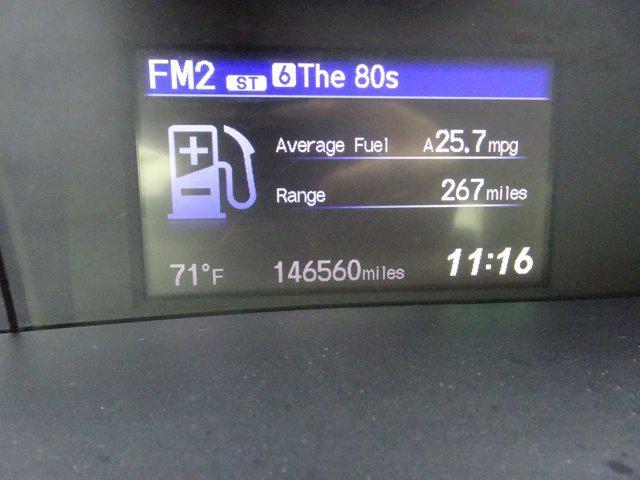 FM2 ST 6 The 80s
Average Fuel A25.7mpg
Range 267miles
71°F 146560miles 11:16